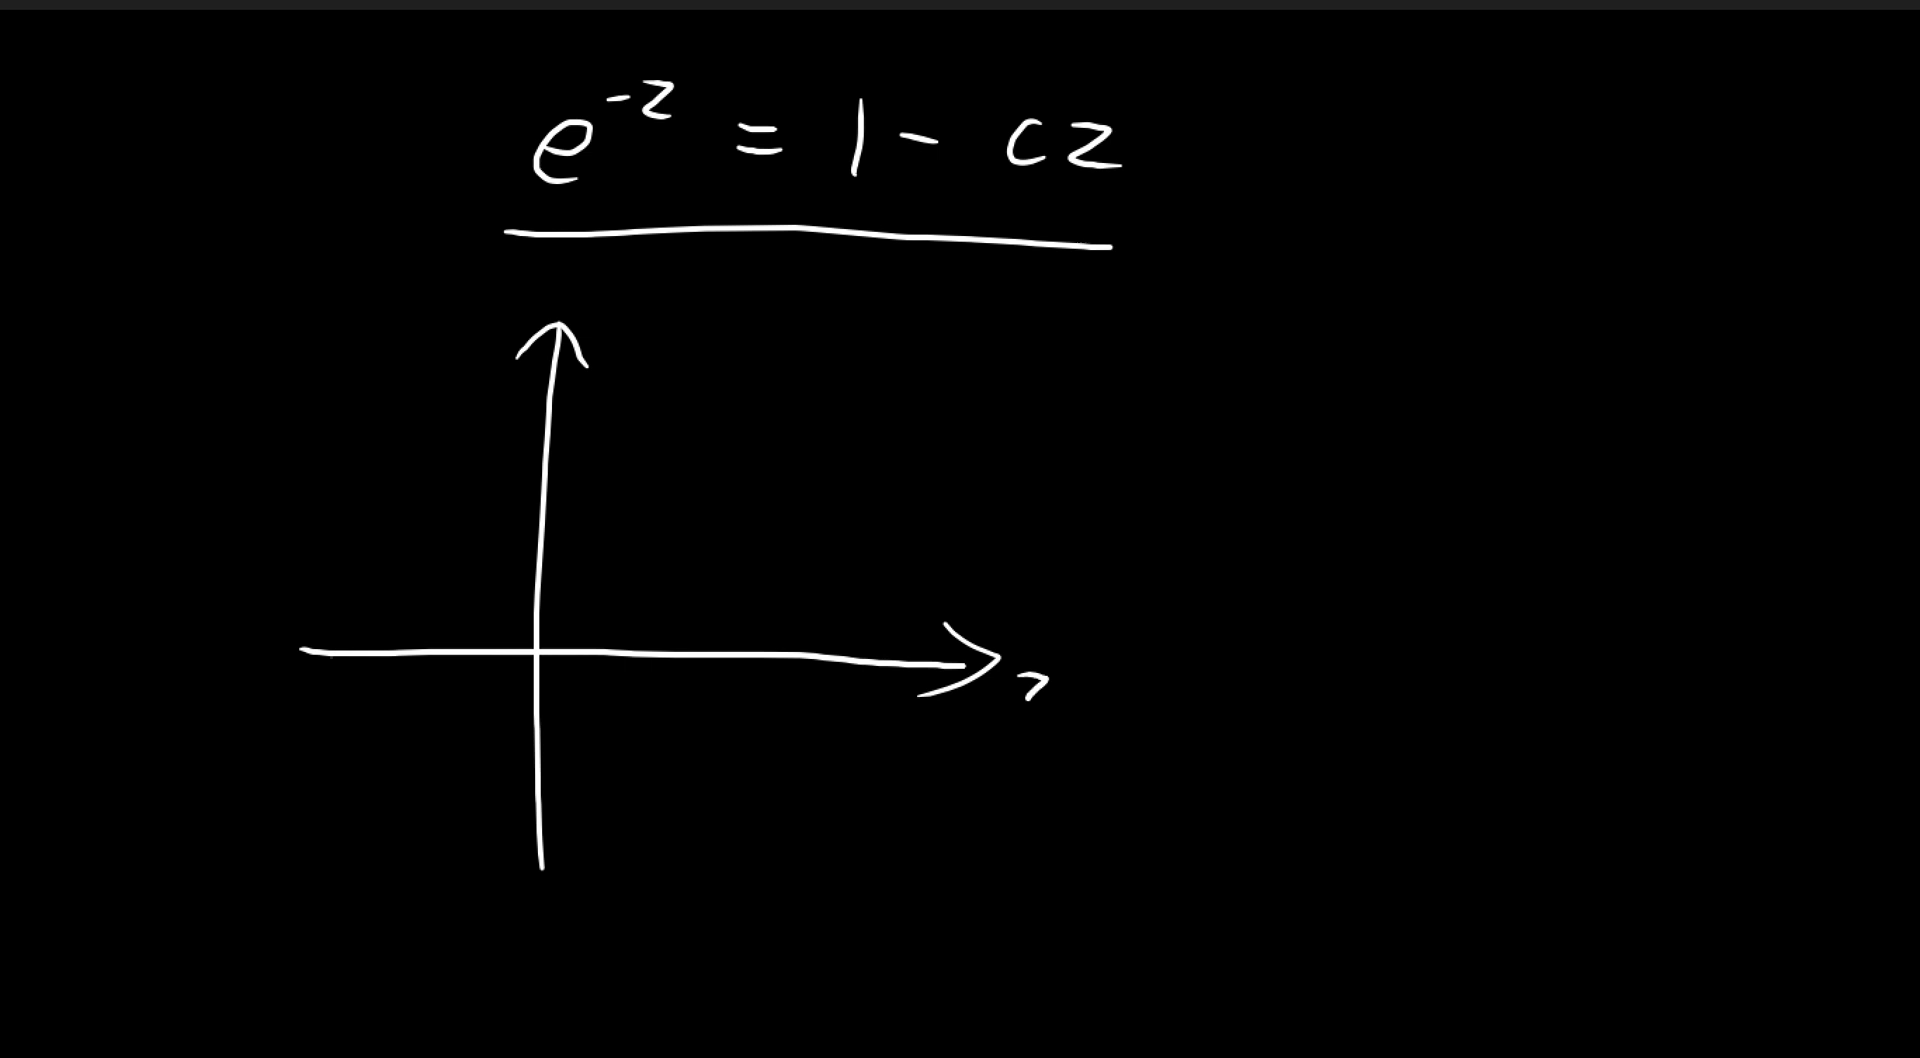 e^{-z} = 1 - cz